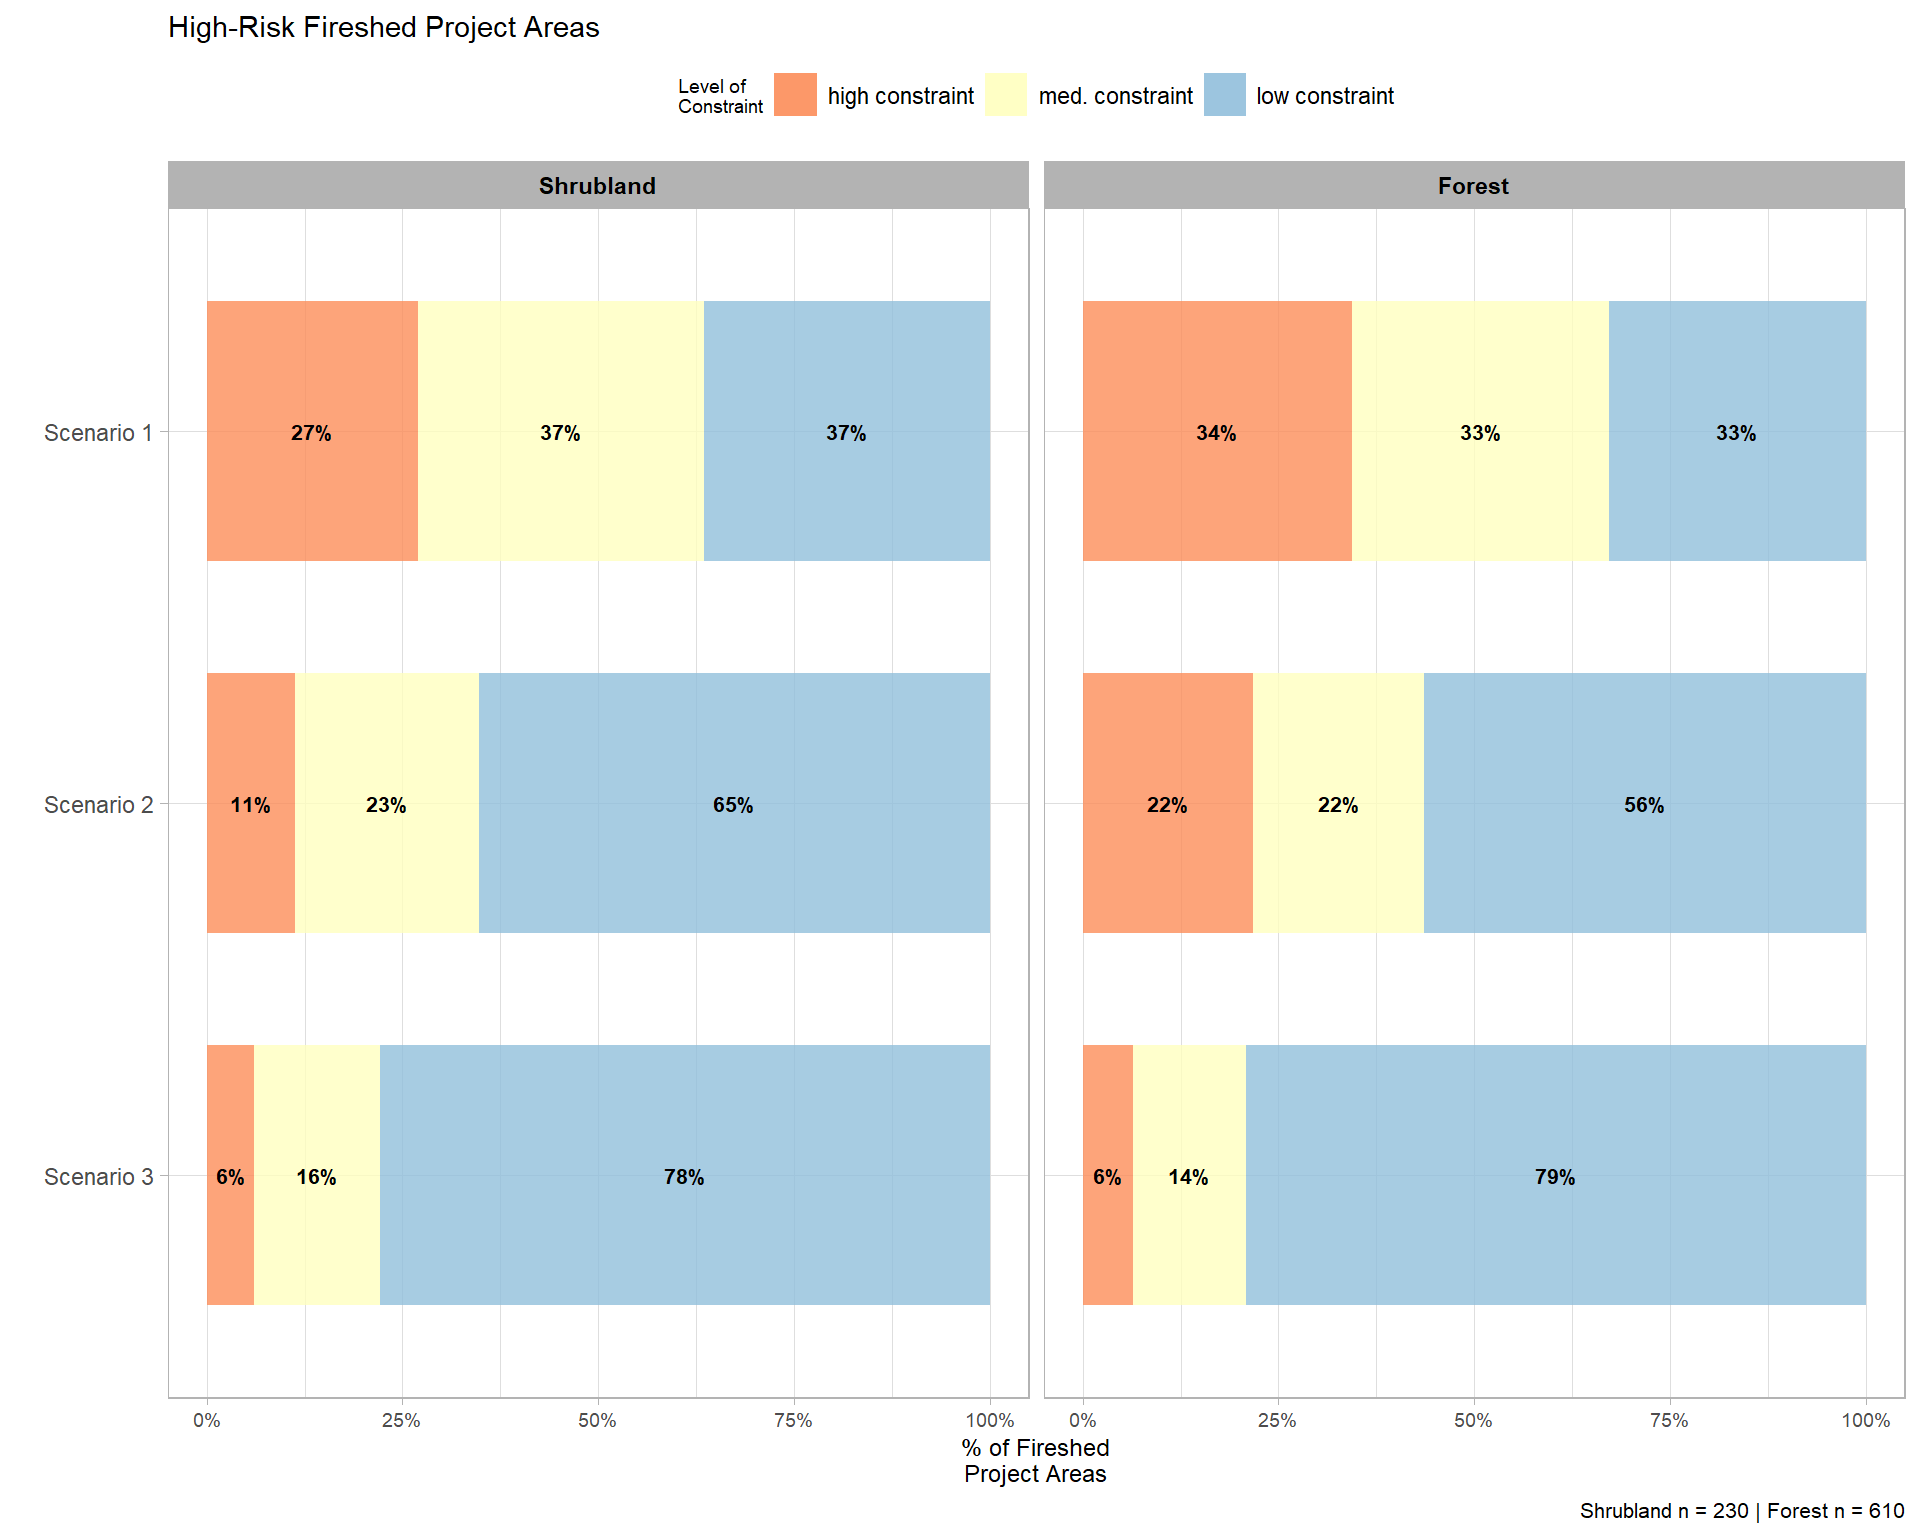 High-Risk Fireshed Project Areas
Level of
Constraint
high constraint
med. constraint
low constraint
Shrubland
Forest
Scenario 1
27%
37%
37%
34%
33%
33%
Scenario 2
11%
23%
65%
22%
22%
56%
Scenario 3
6%
16%
78%
6%
14%
79%
0%
25%
50%
75%
100%
0%
25%
50%
75%
100%
% of Fireshed
Project Areas
Shrubland n = 230 | Forest n = 610